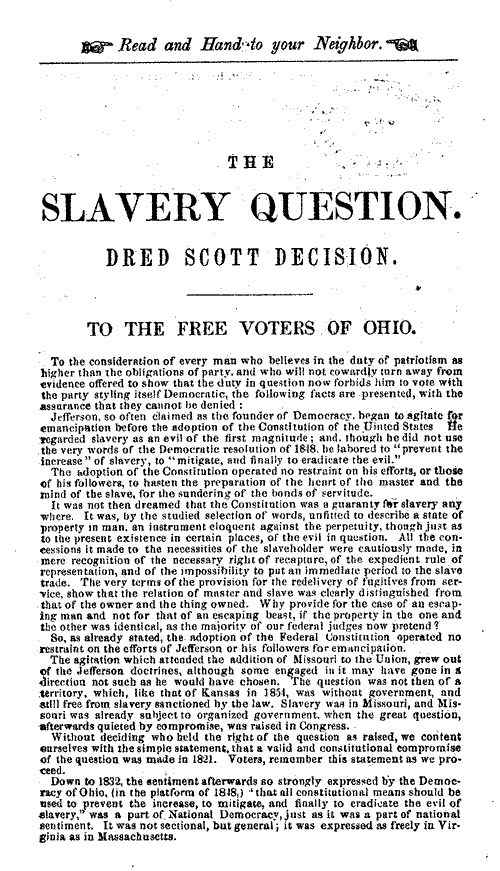 Read and Hand to your Neighbor.
THE
SLAVERY QUESTION.
DRED SCOTT DECISION.
TO THE FREE VOTERS OF OHIO.
To the consideration of every man who believes in the duty of patriotism as
higher than the obligations of party, and who will not cowardly turn away from
evidence offered to show that the duty in question now forbids him to vote with
the party styling itself Democratic, the following facts are presented, with the
assurance that they cannot be denied :
Jefferson, so often claimed as the founder of Democracy, began to agitate for
emancipation before the adoption of the Constitution of the United States He
regarded slavery as an evil of the first magnitude ; and, though he did not use
the very words of the Democratic resolution of 1848, he labored to "prevent the
increase" of slavery, to "mitigate, and finally to eradicate the evil."
The adoption of the Constitution operated no restraint on his efforts, or those
of his followers, to hasten the preparation of the heart of the master and the
mind of the slave, for the sundering of the bonds of servitude.
It was not then dreamed that the Constitution was a guaranty for slavery any
where. It was, by the studied selection of words, unfitted to describe a state of
property in man, an instrument eloquent against the perpetuity, though just as
to the present existence in certain places, of the evil in question. All the con-
cessions it made to the necessities of the slaveholder were cautiously made, in
mere recognition of the necessary right of recapture, of the expedient rule of
representation, and of the impossibility to put an immediate period to the slave
trade. The very terms of the provision for the redelivery of fugitives from ser-
vice, show that the relation of master and slave was clearly distinguished from
that of the owner and the thing owned. Why provide for the case of an escap-
ing man and not for that of an escaping beast, if the property in the one and
the other was identical, as the majority of our federal judges now pretend ?
So, as already stated, the adoption of the Federal Constitution operated no
restraint on the efforts of Jefferson or his followers for emancipation.
The agitation which attended the addition of Missouri to the Union, grew out
of the Jefferson doctrines, although some engaged in it may have gone in a
direction not such as he would have chosen. The question was not then of a
territory, which, like that of Kansas in 1854, was without government, and
still free from slavery sanctioned by the law. Slavery was in Missouri, and Mis-
souri was already subject to organized government, when the great question,
afterwards quieted by compromise, was raised in Congress.
Without deciding who held the right of the question as raised, we content
ourselves with the simple statement, that a valid and constitutional compromise
of the question was made in 1821. Voters, remember this statement as we pro-
ceed.
Down to 1832, the sentiment afterwards so strongly expressed by the Democ-
racy of Ohio, (in the platform of 1848,) "that all constitutional means should be
used to prevent the increase, to mitigate, and finally to eradicate the evil of
slavery," was a part of National Democracy, just as it was a part of national
sentiment. It was not sectional, but general ; it was expressed as freely in Vir-
ginia as in Massachusetts.